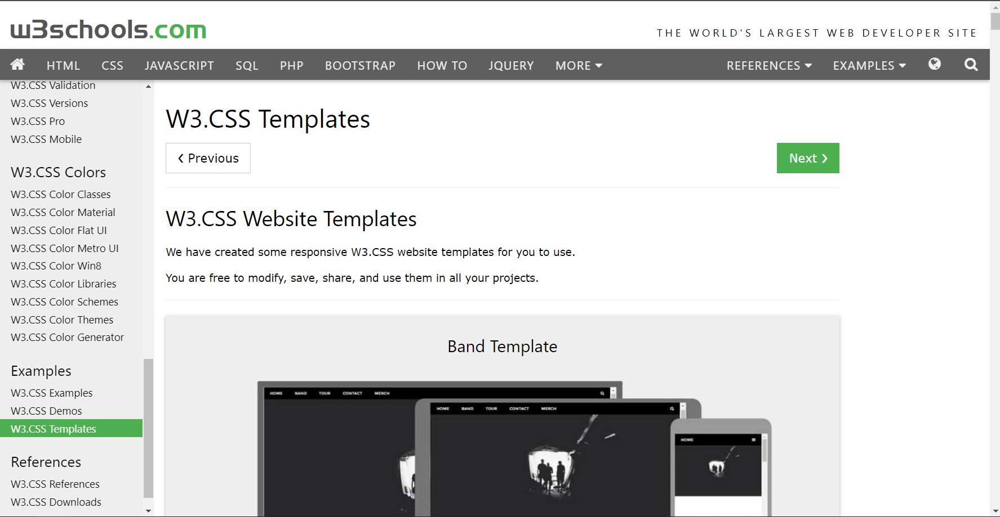 w3schools.com
THE WORLD'S LARGEST WEB DEVELOPER SITE
HTML CSS JAVASCRIPT SQL PHP BOOTSTRAP HOW TO JQUERY MORE REFERENCES EXAMPLES
W3.CSS Validation
W3.CSS Versions
W3.CSS Pro
W3.CSS Mobile
W3.CSS Colors
W3.CSS Color Classes
W3.CSS Color Material
W3.CSS Color Flat UI
W3.CSS Color Metro UI
W3.CSS Color Win8
W3.CSS Color Libraries
W3.CSS Color Schemes
W3.CSS Color Themes
W3.CSS Color Generator
Examples
W3.CSS Examples
W3.CSS Demos
W3.CSS Templates
References
W3.CSS References
W3.CSS Downloads
W3.CSS Templates
❮ Previous
Next ❯
W3.CSS Website Templates
We have created some responsive W3.CSS website templates for you to use.
You are free to modify, save, share, and use them in all your projects.
Band Template
HOME BAND TOUR CONTACT MERCH
HOME BAND TOUR CONTACT MERCH
HOME